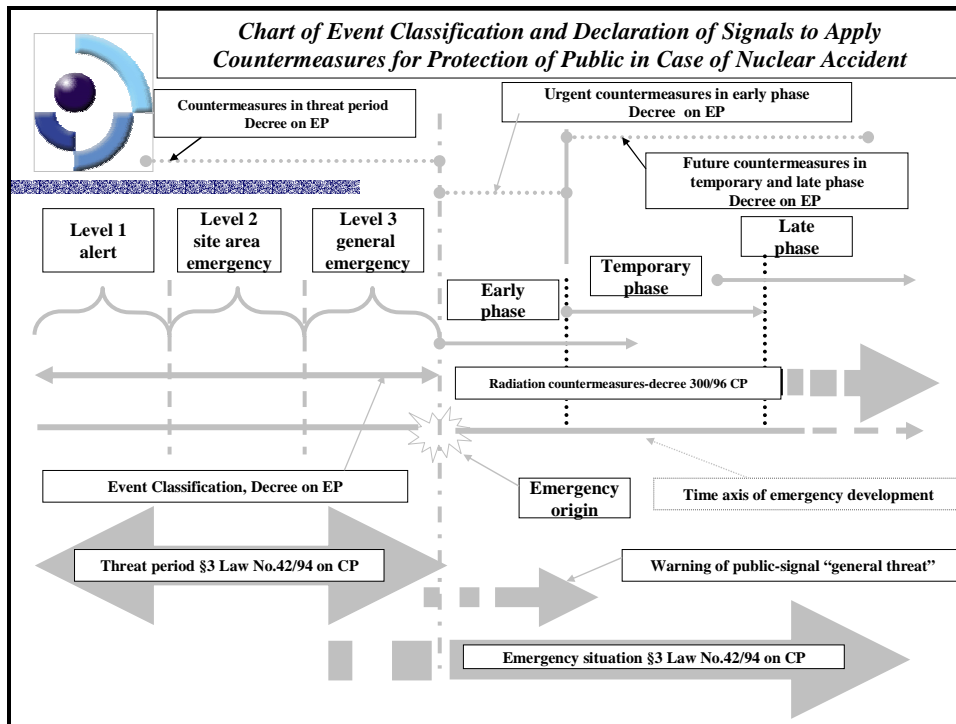 Chart of Event Classification and Declaration of Signals to Apply
Countermeasures for Protection of Public in Case of Nuclear Accident
Countermeasures in threat period
Decree on EP
Urgent countermeasures in early phase
Decree on EP
Future countermeasures in
temporary and late phase
Decree on EP
Level 1
alert
Level 2
site area
emergency
Level 3
general
emergency
Late
phase
Temporary
phase
Early
phase
Radiation countermeasures-decree 300/96 CP
Event Classification, Decree on EP
Emergency
origin
Time axis of emergency development
Threat period §3 Law No.42/94 on CP
Warning of public-signal “general threat”
Emergency situation §3 Law No.42/94 on CP